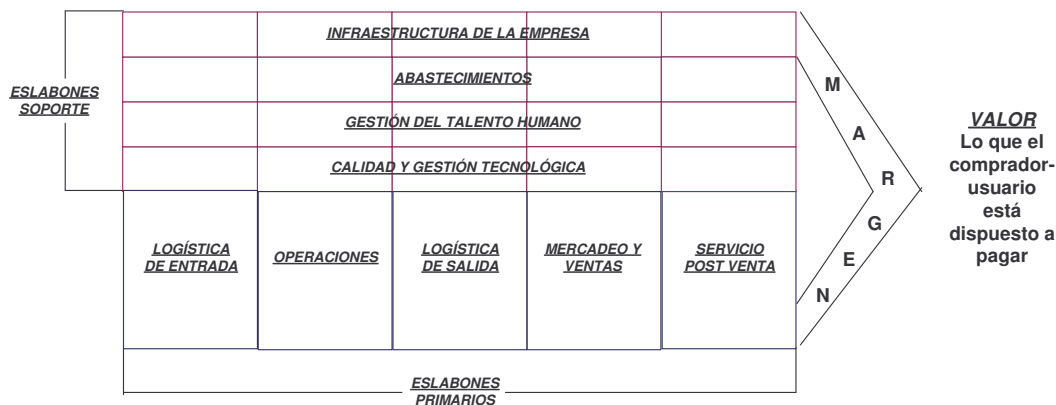 INFRAESTRUCTURA DE LA EMPRESA
ABASTECIMIENTOS
GESTIÓN DEL TALENTO HUMANO
CALIDAD Y GESTIÓN TECNOLÓGICA
ESLABONES
SOPORTE
LOGÍSTICA
DE ENTRADA
OPERACIONES
LOGÍSTICA
DE SALIDA
MERCADEO Y
VENTAS
SERVICIO
POST VENTA
ESLABONES
PRIMARIOS
M
A
R
G
E
N
VALOR
Lo que el
comprador-
usuario
está
dispuesto a
pagar